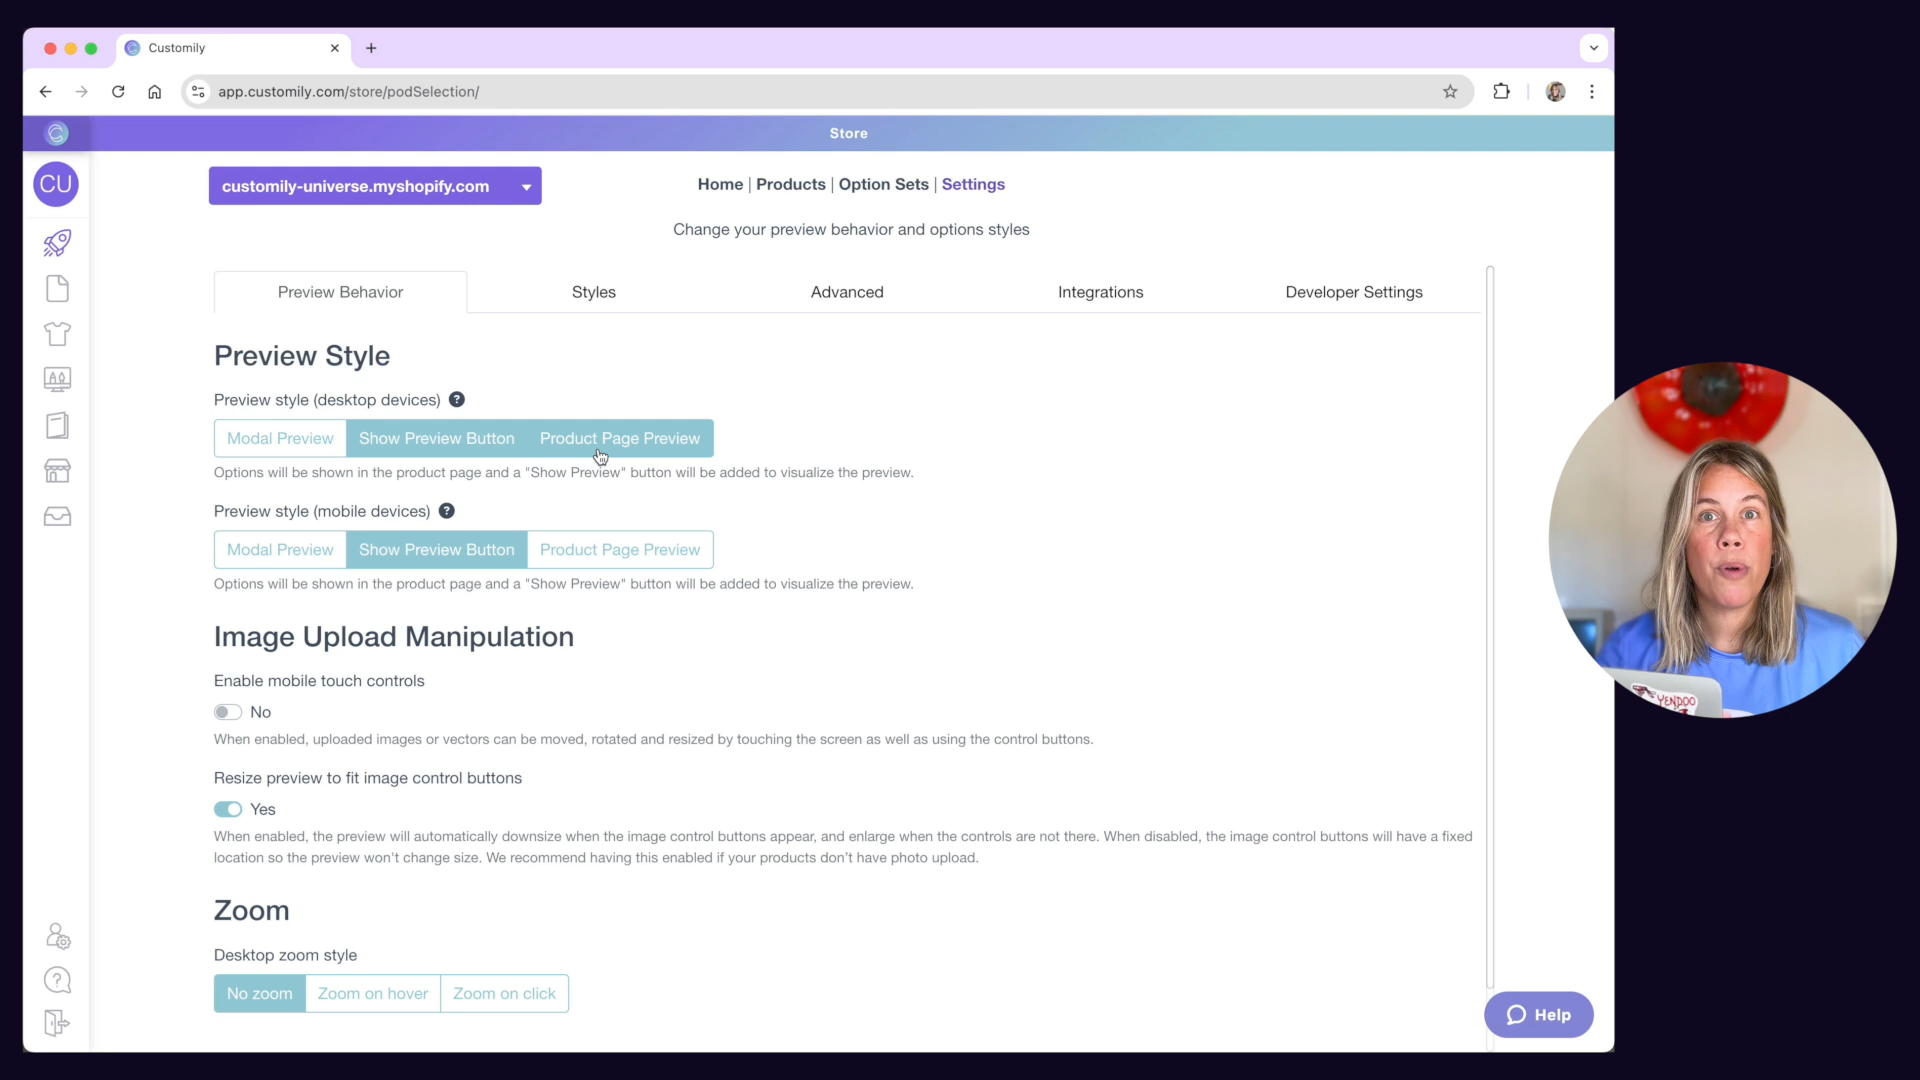 Customily
app.customily.com/store/podSelection/
Store
CU
customily-universe.myshopify.com
Home | Products | Option Sets | Settings
Change your preview behavior and options styles
Preview Behavior
Styles
Advanced
Integrations
Developer Settings
Preview Style
Preview style (desktop devices) ?
Modal Preview
Show Preview Button
Product Page Preview
Options will be shown in the product page and a "Show Preview" button will be added to visualize the preview.
Preview style (mobile devices) ?
Modal Preview
Show Preview Button
Product Page Preview
Options will be shown in the product page and a "Show Preview" button will be added to visualize the preview.
Image Upload Manipulation
Enable mobile touch controls
No
When enabled, uploaded images or vectors can be moved, rotated and resized by touching the screen as well as using the control buttons.
YENDOO
Resize preview to fit image control buttons
Yes
When enabled, the preview will automatically downsize when the image control buttons appear, and enlarge when the controls are not there. When disabled, the image control buttons will have a fixed
location so the preview won't change size. We recommend having this enabled if your products don't have photo upload.
Zoom
Desktop zoom style
No zoom
Zoom on hover
Zoom on click
Help